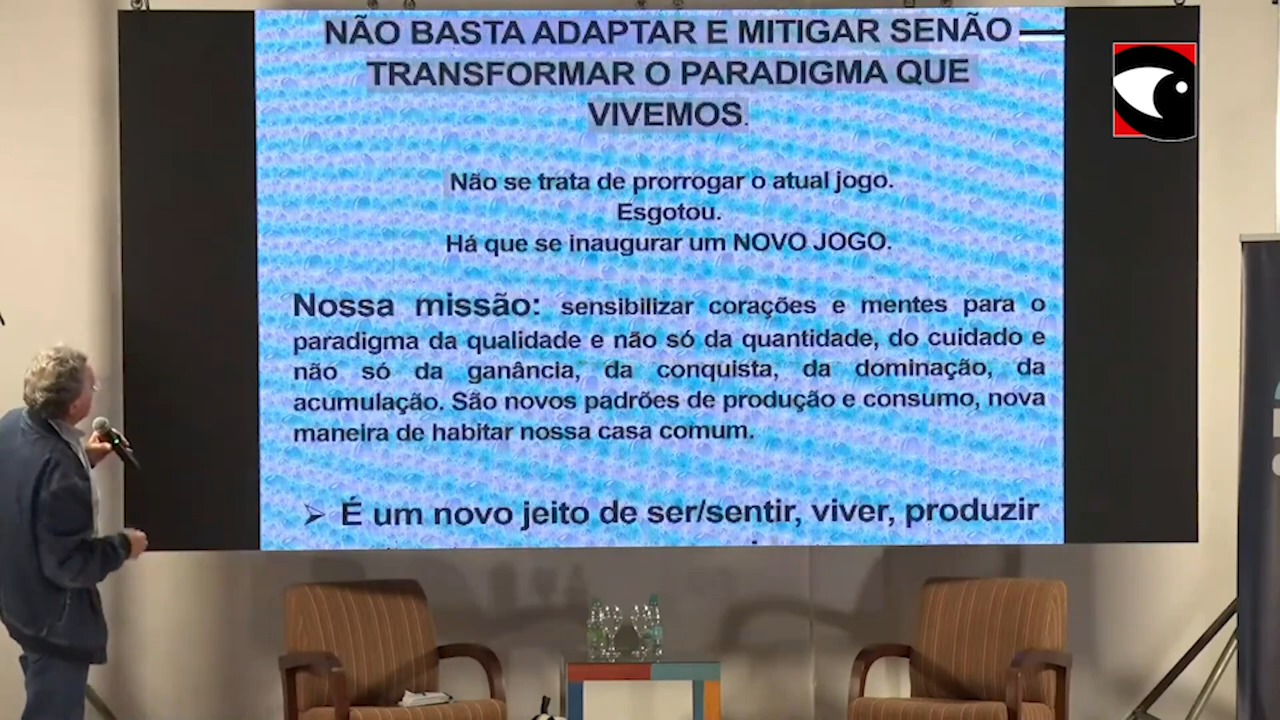 NÃO BASTA ADAPTAR E MITIGAR SENÃO
TRANSFORMAR O PARADIGMA QUE
VIVEMOS.
Não se trata de prorrogar o atual jogo.
Esgotou.
Há que se inaugurar um NOVO JOGO.
Nossa missão: sensibilizar corações e mentes para o
paradigma da qualidade e não só da quantidade, do cuidado e
não só da ganância, da conquista, da dominação, da
acumulação. São novos padrões de produção e consumo, nova
maneira de habitar nossa casa comum.
➢ É um novo jeito de ser/sentir, viver, produzir